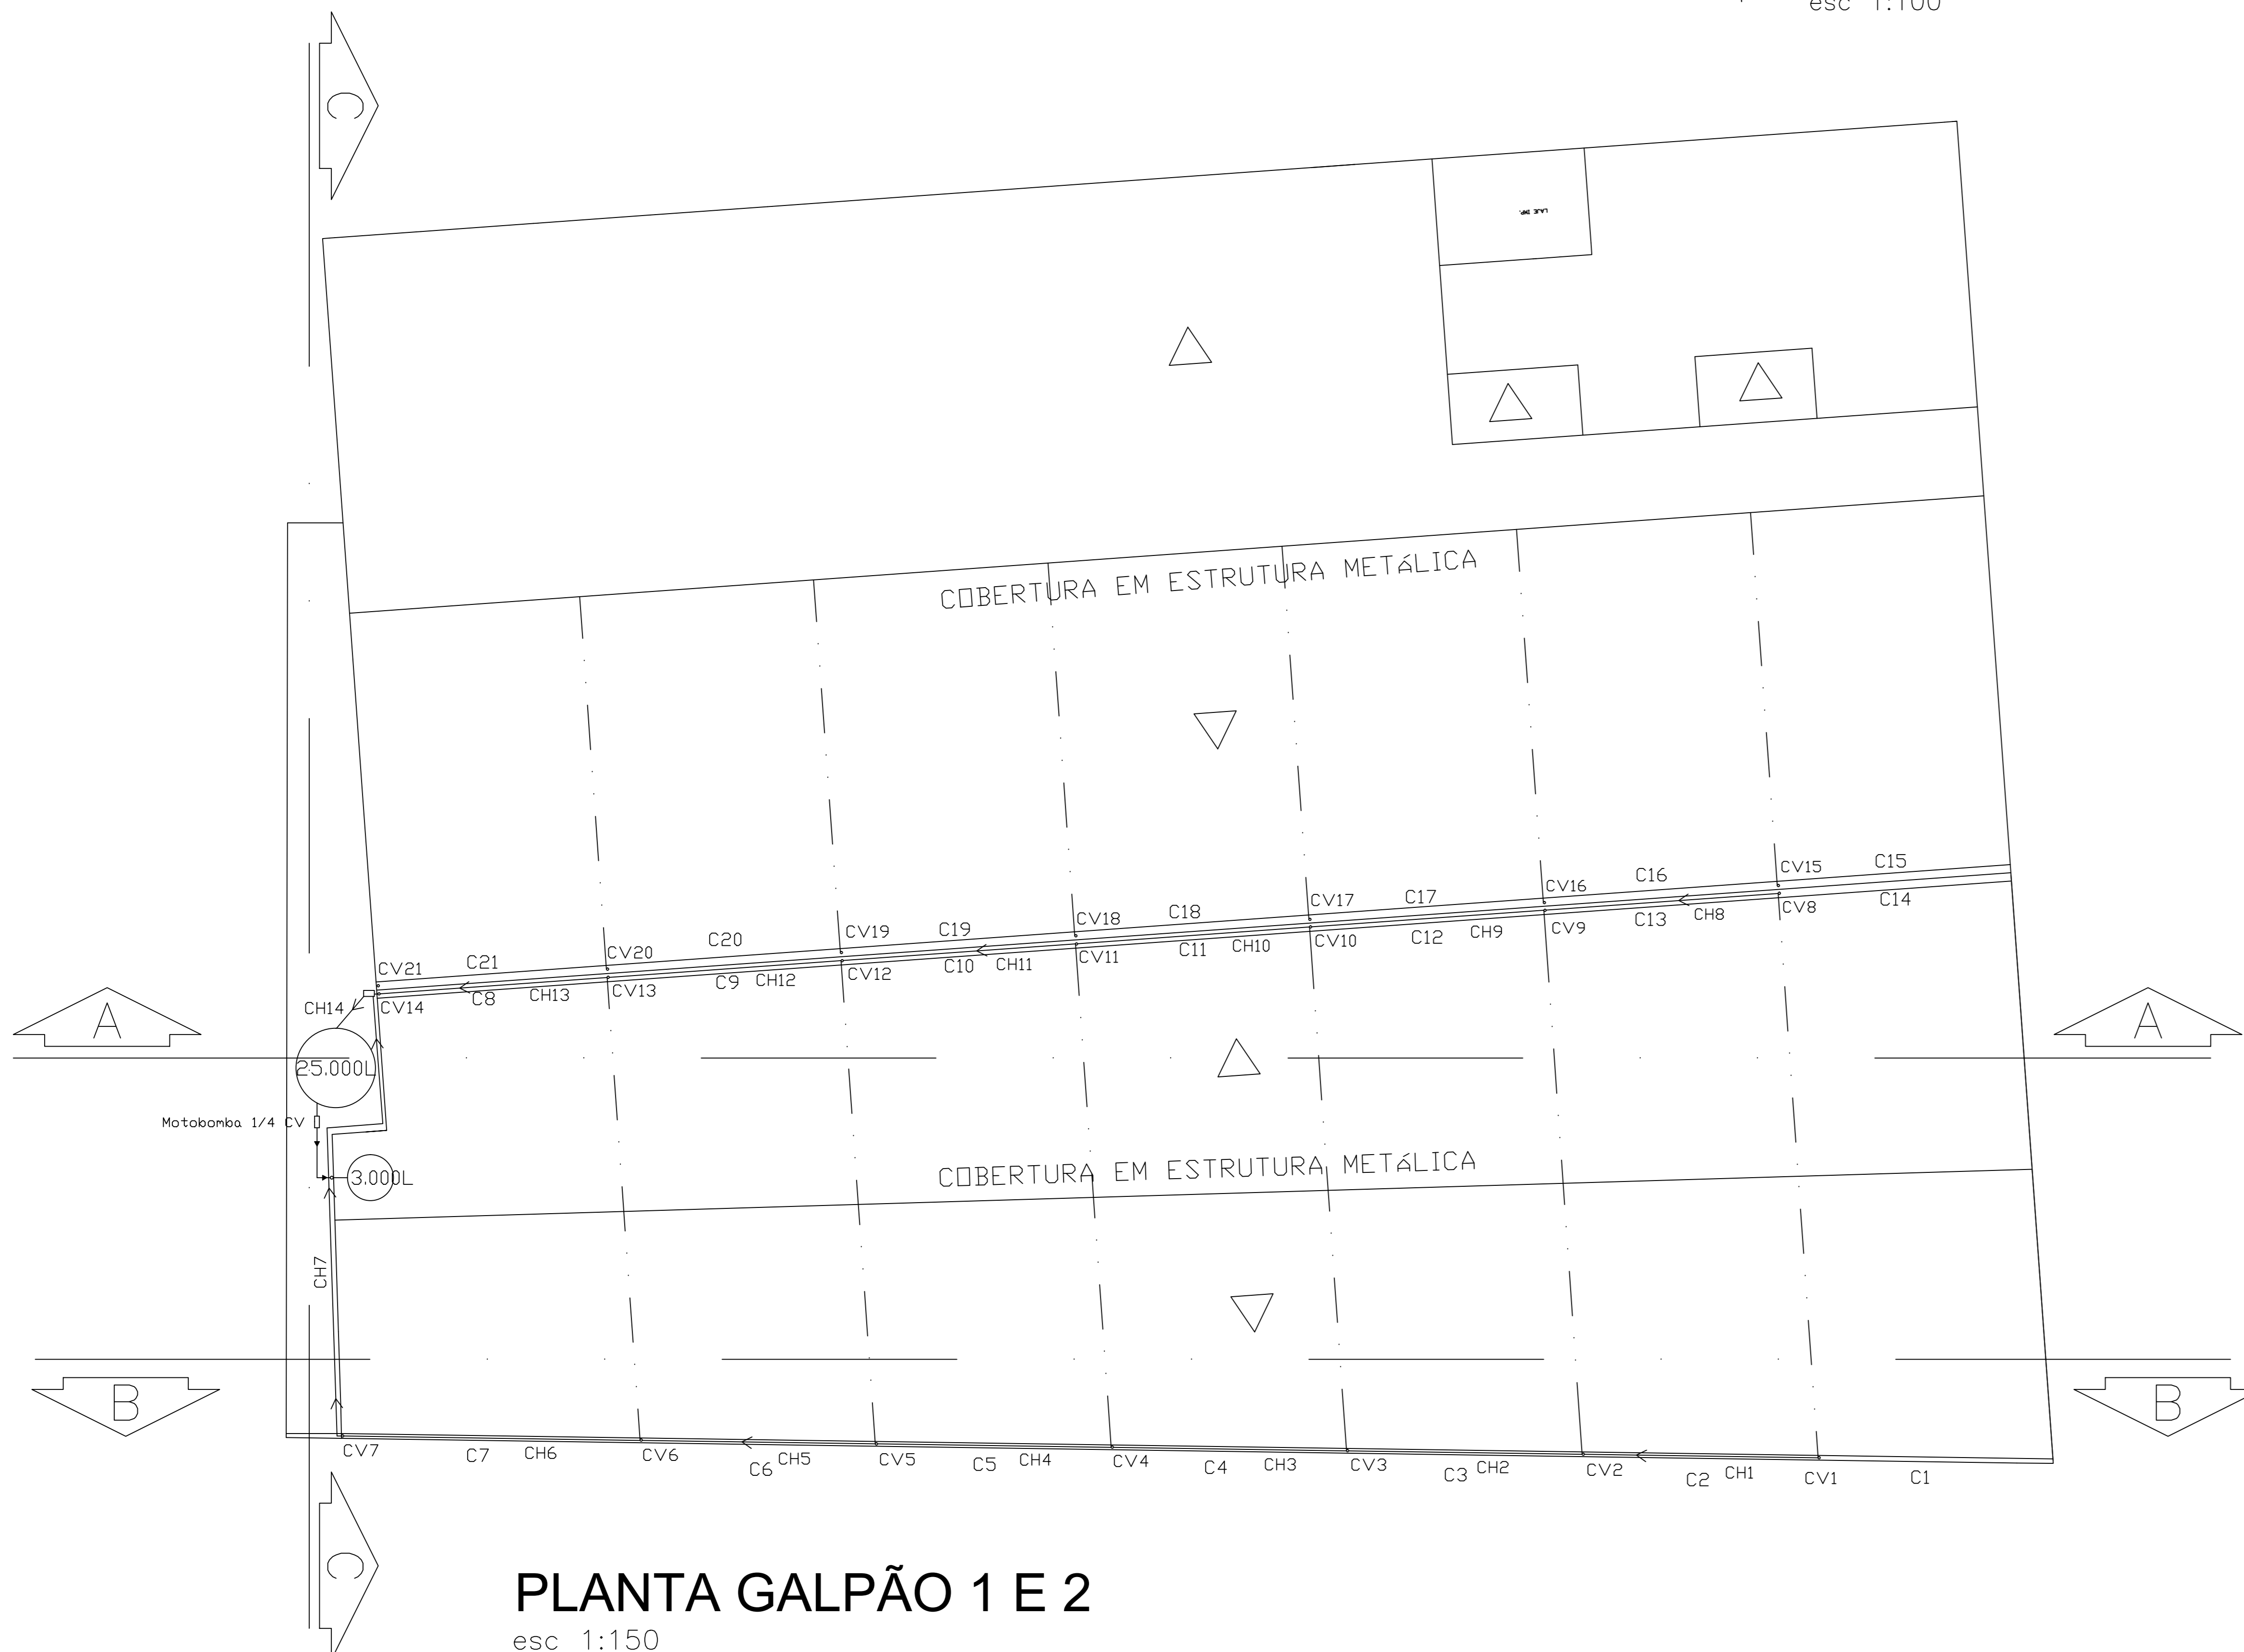 esc 1:100
C
COBERTURA EM ESTRUTURA METáLICA
CV15
C15
C16
CV16
C17
CV17
C18
CV18
C19
CV19
C20
CV20
C21
CV21
C14
CV8
CH8
C13
CV9
CH9
C12
CV10
CH10
C11
CV11
CH11
C10
CV12
CH12
C9
CV13
CH13
C8
CV14
CH14
A
A
25.000L
Motobomba 1/4 CV
3.000L
COBERTURA EM ESTRUTURA METáLICA
CH7
B
B
CV7
C7
CH6
CV6
C6
CH5
CV5
C5
CH4
CV4
C4
CH3
CV3
C3
CH2
CV2
C2
CH1
CV1
C1
C
PLANTA GALPÃO 1 E 2
esc 1:150